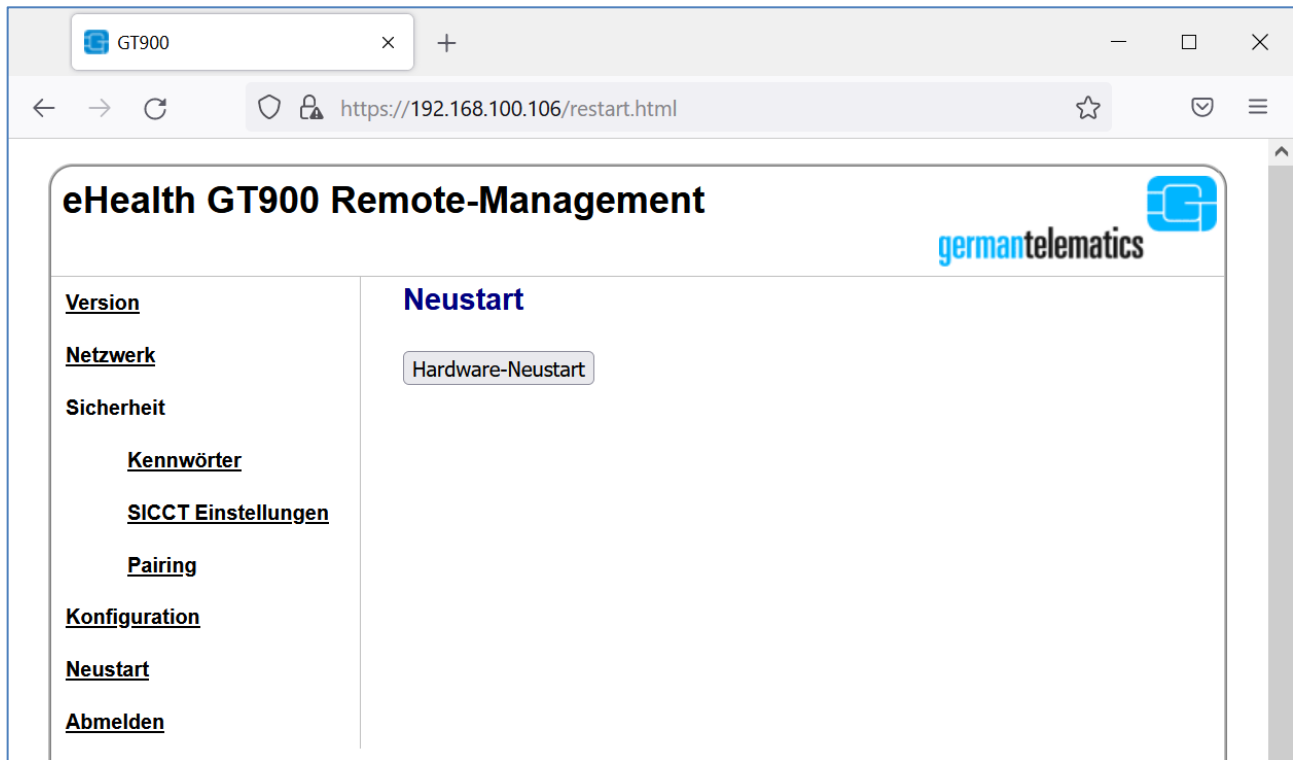 GT900
https://192.168.100.106/restart.html
eHealth GT900 Remote-Management
germantelematics
Version
Netzwerk
Sicherheit
Kennwörter
SICCT Einstellungen
Pairing
Konfiguration
Neustart
Abmelden
Neustart
Hardware-Neustart